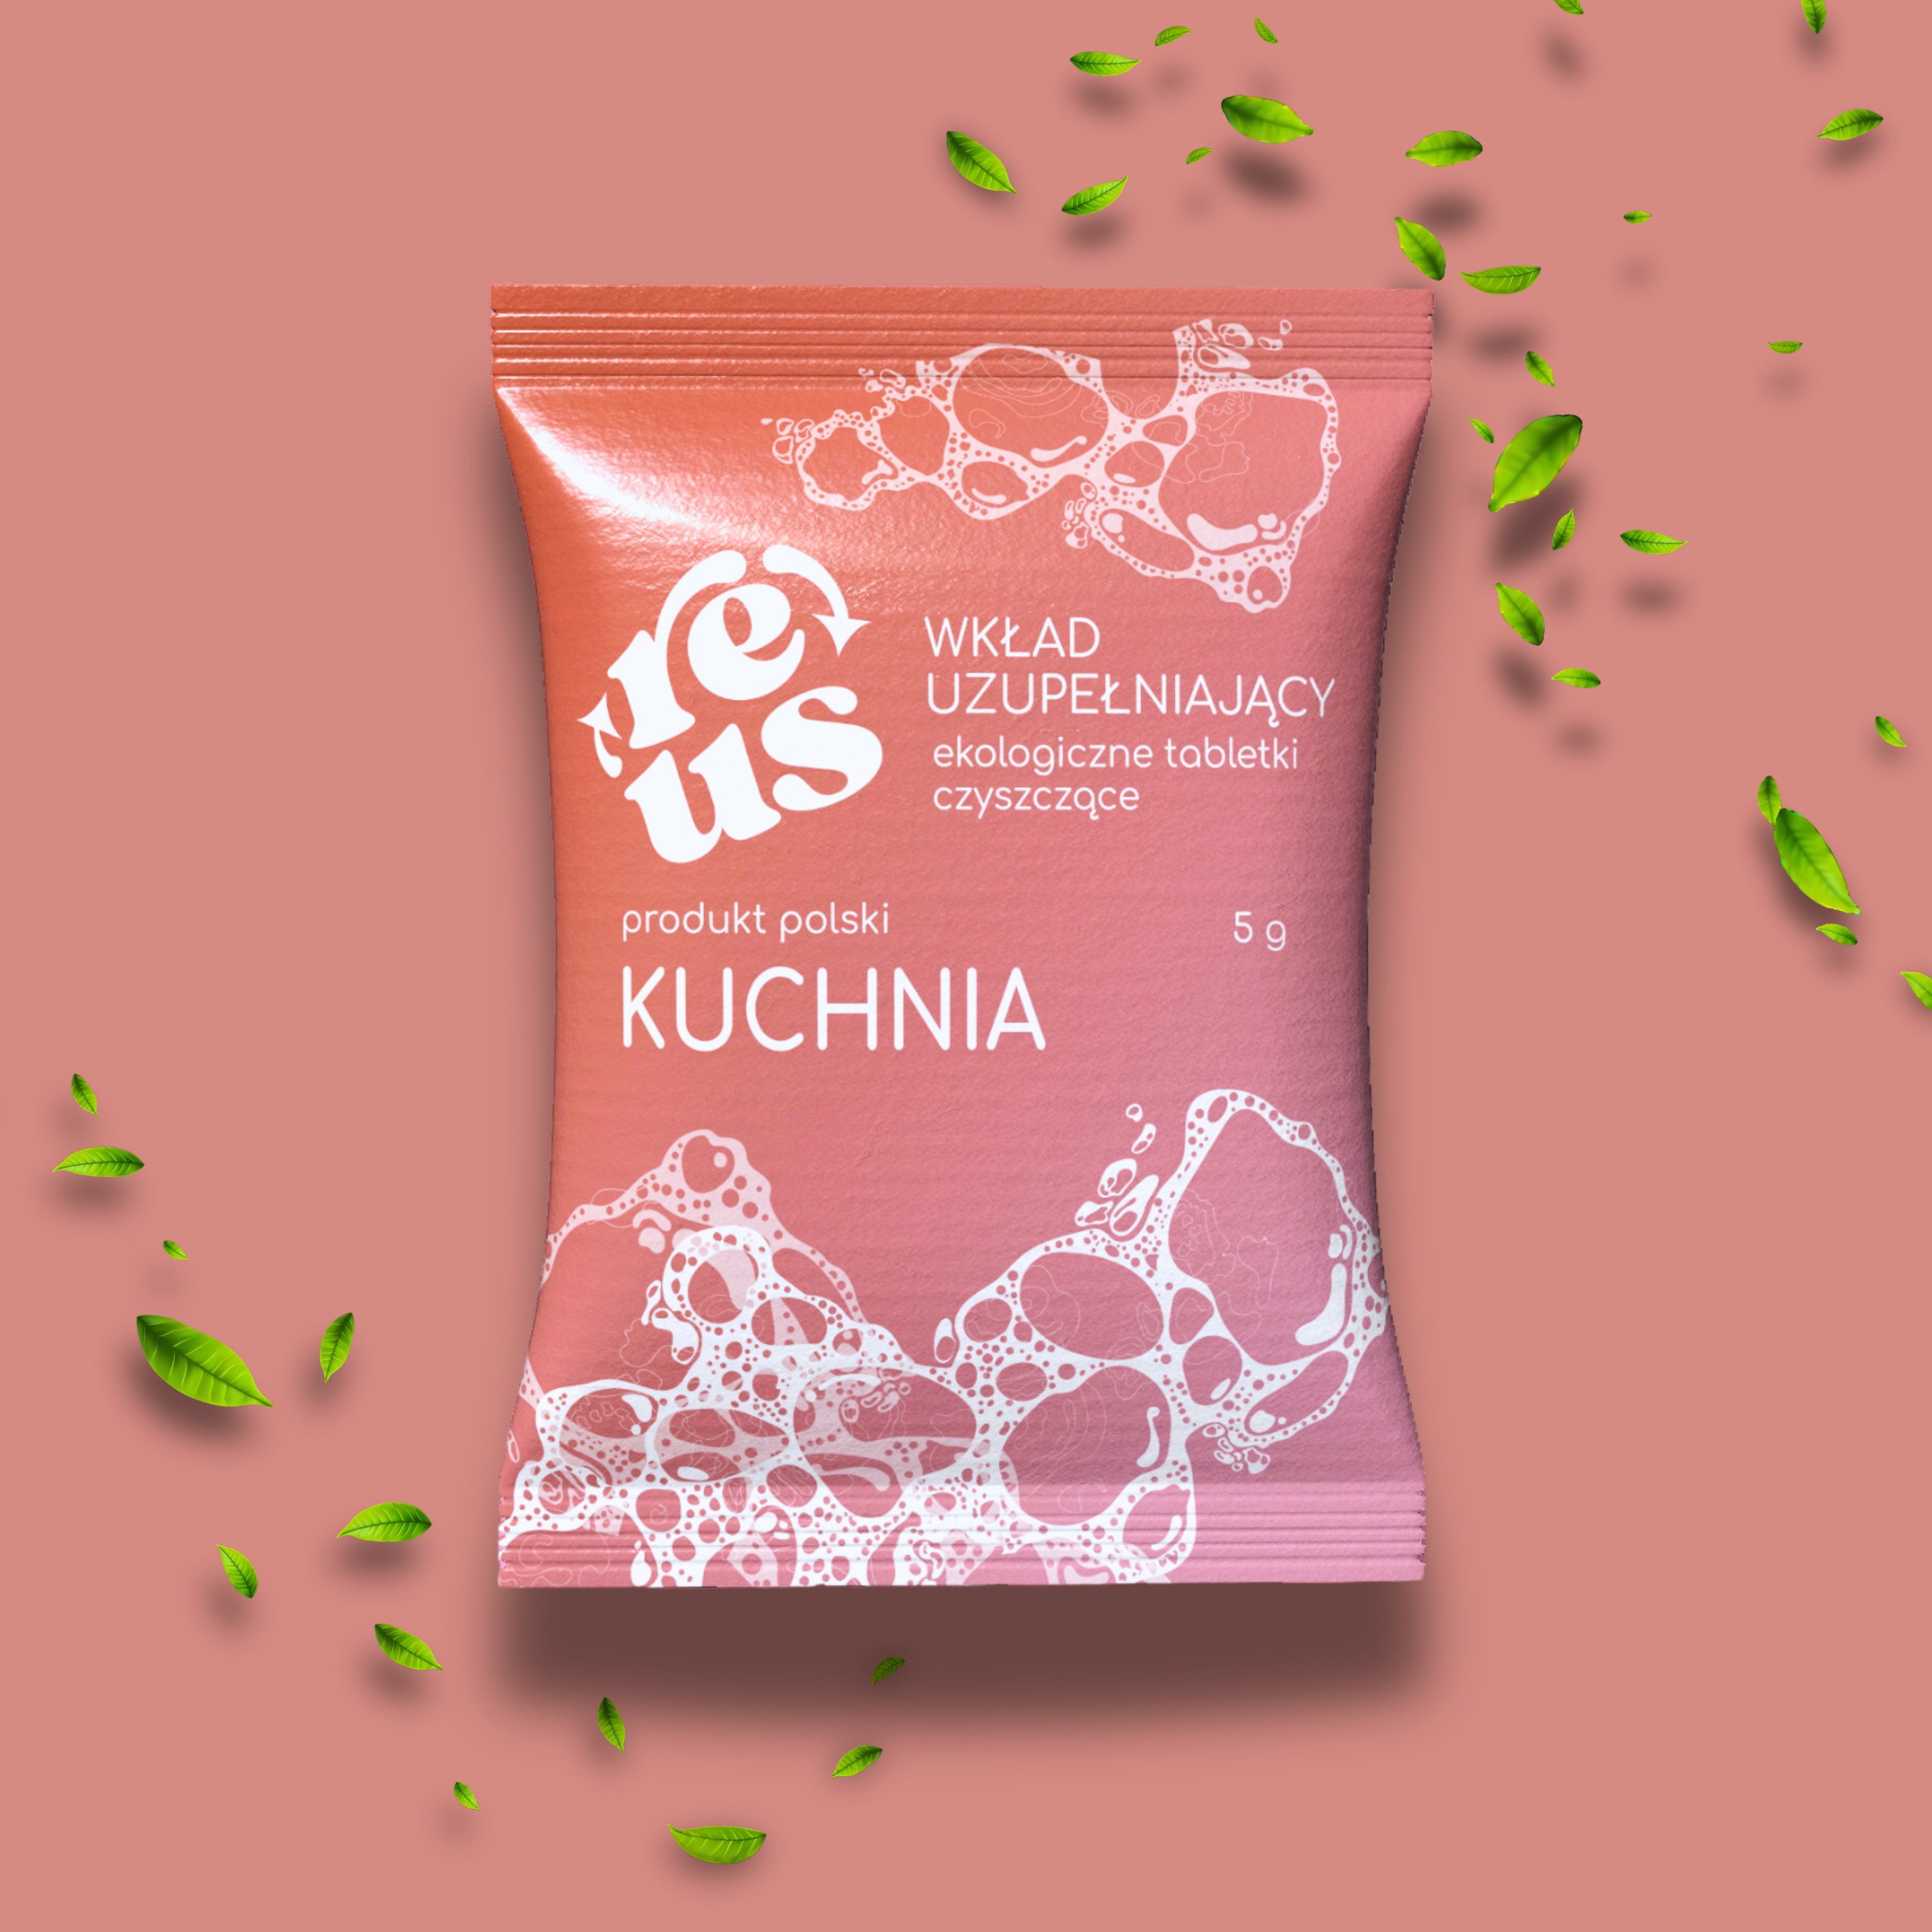 re
us
WKŁAD
UZUPEŁNIAJĄCY
ekologiczne tabletki
czyszczące
produkt polski
5 g
KUCHNIA